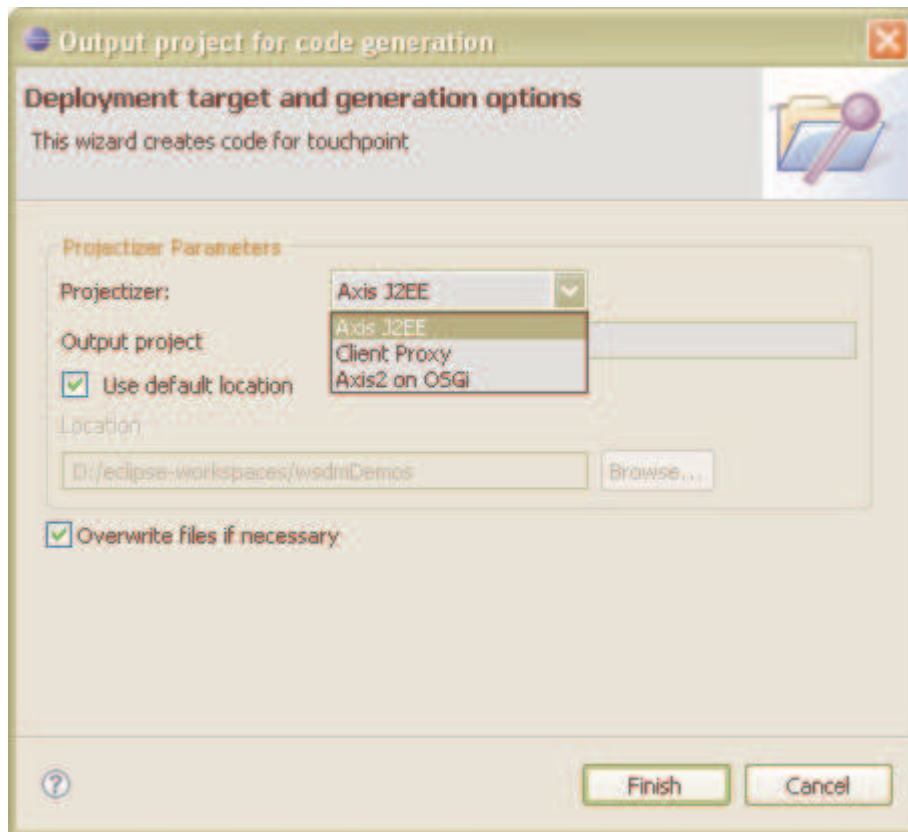 Output project for code generation
Deployment target and generation options
This wizard creates code for touchpoint
Projectizer Parameters
Projectizer:
Axis J2EE
Axis J2EE
Output project
Client Proxy
Use default location
Axis2 on OSGi
Location
D:/eclipse-workspaces/wsdmDemos
Browse...
Overwrite files if necessary
?
Finish
Cancel